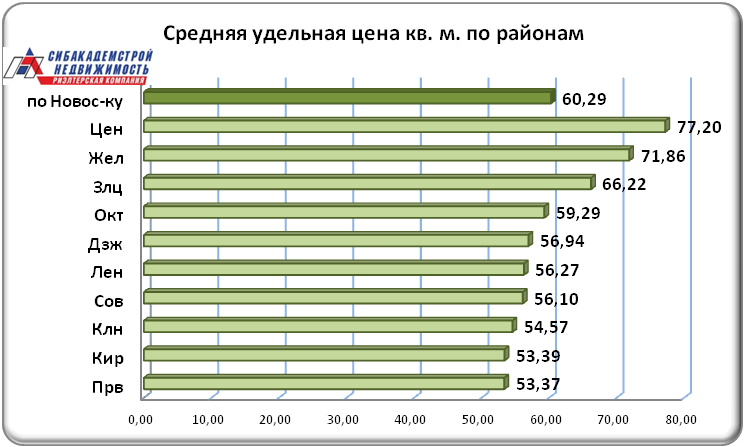 Средняя удельная цена кв. м. по районам
СИБАКАДЕМСТРОЙ
НЕДВИЖИМОСТЬ
РИЭЛТЕРСКАЯ КОМПАНИЯ
по Новос-ку 60,29
Цен 77,20
Жел 71,86
Злц 66,22
Окт 59,29
Дзж 56,94
Лен 56,27
Сов 56,10
Клн 54,57
Кир 53,39
Прв 53,37
0,00 10,00 20,00 30,00 40,00 50,00 60,00 70,00 80,00